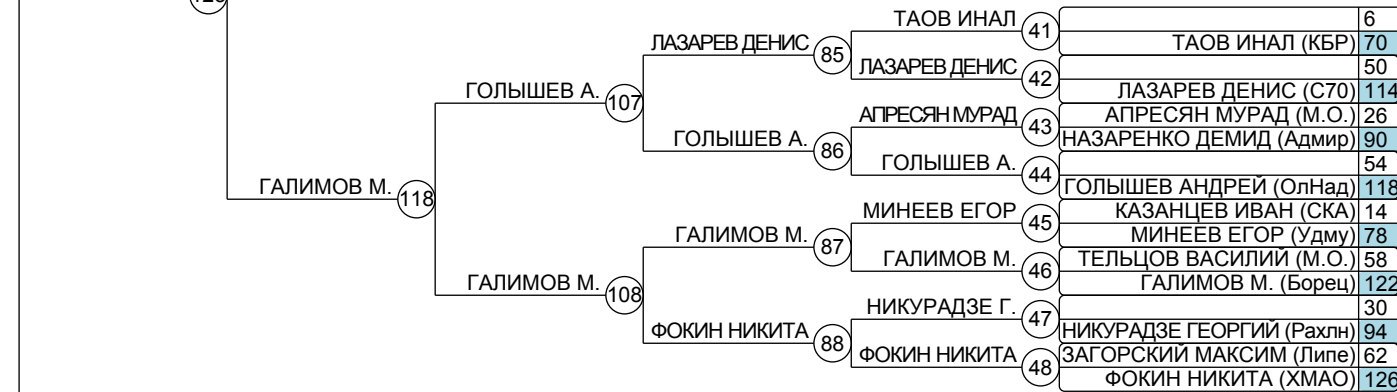 ТАОВ ИНАЛ 41 6
ЛАЗАРЕВ ДЕНИС 85 ТАОВ ИНАЛ (КБР) 70
ЛАЗАРЕВ ДЕНИС 42 50
ГОЛЫШЕВ А. 107 ЛАЗАРЕВ ДЕНИС (С70) 114
АПРЕСЯН МУРАД 43 АПРЕСЯН МУРАД (М.О.) 26
ГОЛЫШЕВ А. 86 НАЗАРЕНКО ДЕМИД (Адмир) 90
ГОЛЫШЕВ А. 44 54
ГАЛИМОВ М. 118 ГОЛЫШЕВ АНДРЕЙ (ОлНад) 118
МИНЕЕВ ЕГОР 45 КАЗАНЦЕВ ИВАН (СКА) 14
ГАЛИМОВ М. 87 МИНЕЕВ ЕГОР (Удму) 78
ГАЛИМОВ М. 46 ТЕЛЬЦОВ ВАСИЛИЙ (М.О.) 58
ГАЛИМОВ М. 108 ГАЛИМОВ М. (Борец) 122
НИКУРАДЗЕ Г. 47 30
ФОКИН НИКИТА 88 НИКУРАДЗЕ ГЕОРГИЙ (Рахлн) 94
ФОКИН НИКИТА 48 ЗАГОРСКИЙ МАКСИМ (Липе) 62
ФОКИН НИКИТА (ХМАО) 126